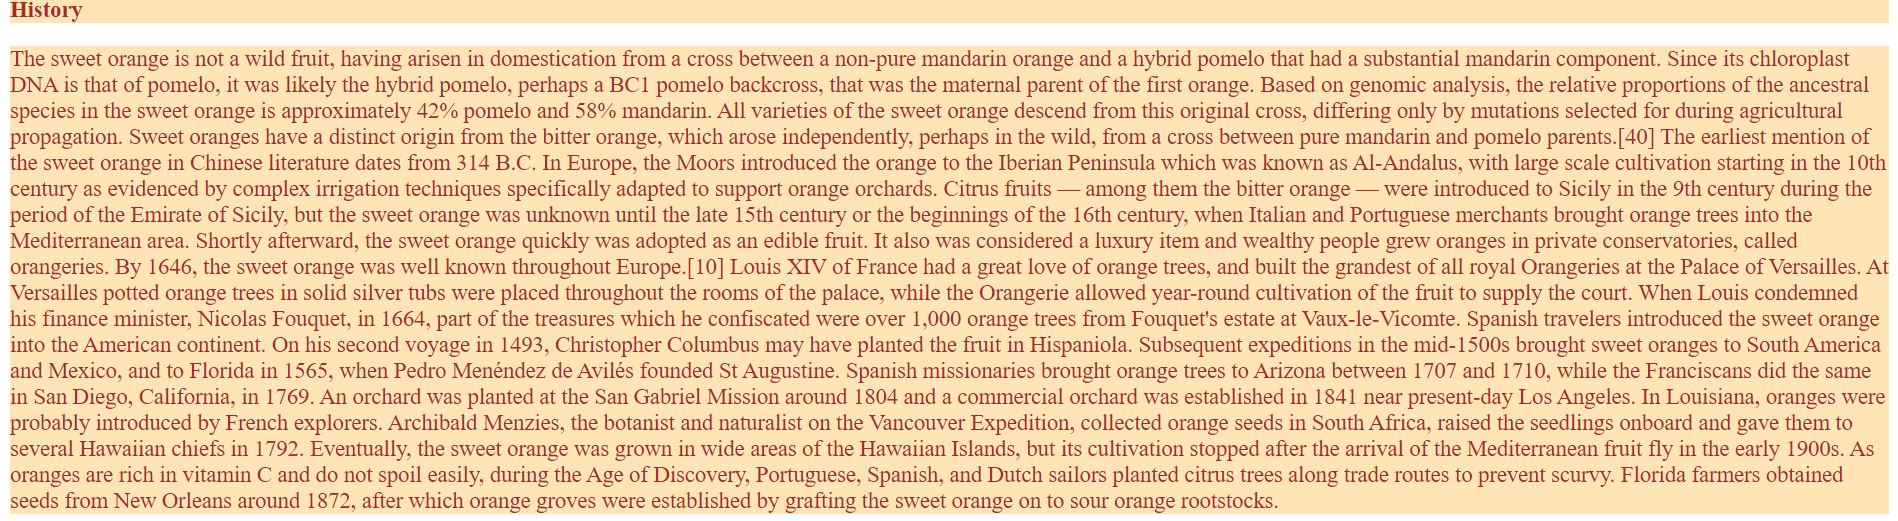 History
The sweet orange is not a wild fruit, having arisen in domestication from a cross between a non-pure mandarin orange and a hybrid pomelo that had a substantial mandarin component. Since its chloroplast
DNA is that of pomelo, it was likely the hybrid pomelo, perhaps a BC1 pomelo backcross, that was the maternal parent of the first orange. Based on genomic analysis, the relative proportions of the ancestral
species in the sweet orange is approximately 42% pomelo and 58% mandarin. All varieties of the sweet orange descend from this original cross, differing only by mutations selected for during agricultural
propagation. Sweet oranges have a distinct origin from the bitter orange, which arose independently, perhaps in the wild, from a cross between pure mandarin and pomelo parents.[40] The earliest mention of
the sweet orange in Chinese literature dates from 314 B.C. In Europe, the Moors introduced the orange to the Iberian Peninsula which was known as Al-Andalus, with large scale cultivation starting in the 10th
century as evidenced by complex irrigation techniques specifically adapted to support orange orchards. Citrus fruits — among them the bitter orange — were introduced to Sicily in the 9th century during the
period of the Emirate of Sicily, but the sweet orange was unknown until the late 15th century or the beginnings of the 16th century, when Italian and Portuguese merchants brought orange trees into the
Mediterranean area. Shortly afterward, the sweet orange quickly was adopted as an edible fruit. It also was considered a luxury item and wealthy people grew oranges in private conservatories, called
orangeries. By 1646, the sweet orange was well known throughout Europe.[10] Louis XIV of France had a great love of orange trees, and built the grandest of all royal Orangeries at the Palace of Versailles. At
Versailles potted orange trees in solid silver tubs were placed throughout the rooms of the palace, while the Orangerie allowed year-round cultivation of the fruit to supply the court. When Louis condemned
his finance minister, Nicolas Fouquet, in 1664, part of the treasures which he confiscated were over 1,000 orange trees from Fouquet's estate at Vaux-le-Vicomte. Spanish travelers introduced the sweet orange
into the American continent. On his second voyage in 1493, Christopher Columbus may have planted the fruit in Hispaniola. Subsequent expeditions in the mid-1500s brought sweet oranges to South America
and Mexico, and to Florida in 1565, when Pedro Menéndez de Avilés founded St Augustine. Spanish missionaries brought orange trees to Arizona between 1707 and 1710, while the Franciscans did the same
in San Diego, California, in 1769. An orchard was planted at the San Gabriel Mission around 1804 and a commercial orchard was established in 1841 near present-day Los Angeles. In Louisiana, oranges were
probably introduced by French explorers. Archibald Menzies, the botanist and naturalist on the Vancouver Expedition, collected orange seeds in South Africa, raised the seedlings onboard and gave them to
several Hawaiian chiefs in 1792. Eventually, the sweet orange was grown in wide areas of the Hawaiian Islands, but its cultivation stopped after the arrival of the Mediterranean fruit fly in the early 1900s. As
oranges are rich in vitamin C and do not spoil easily, during the Age of Discovery, Portuguese, Spanish, and Dutch sailors planted citrus trees along trade routes to prevent scurvy. Florida farmers obtained
seeds from New Orleans around 1872, after which orange groves were established by grafting the sweet orange on to sour orange rootstocks.